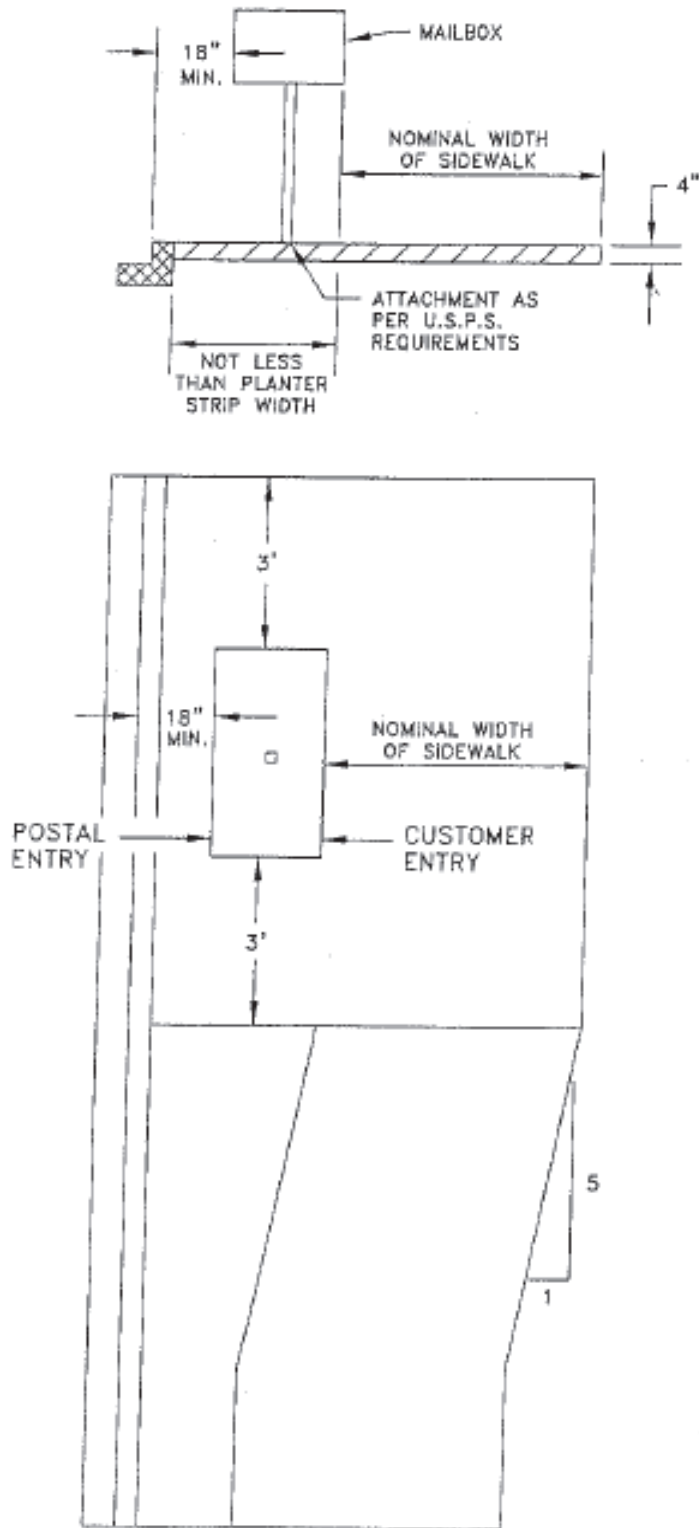 MAILBOX
18"
MIN.
NOMINAL WIDTH
OF SIDEWALK
4"
ATTACHMENT AS
PER U.S.P.S.
REQUIREMENTS
NOT LESS
THAN PLANTER
STRIP WIDTH
3'
18"
MIN.
NOMINAL WIDTH
OF SIDEWALK
POSTAL
ENTRY
CUSTOMER
ENTRY
3'
5
1